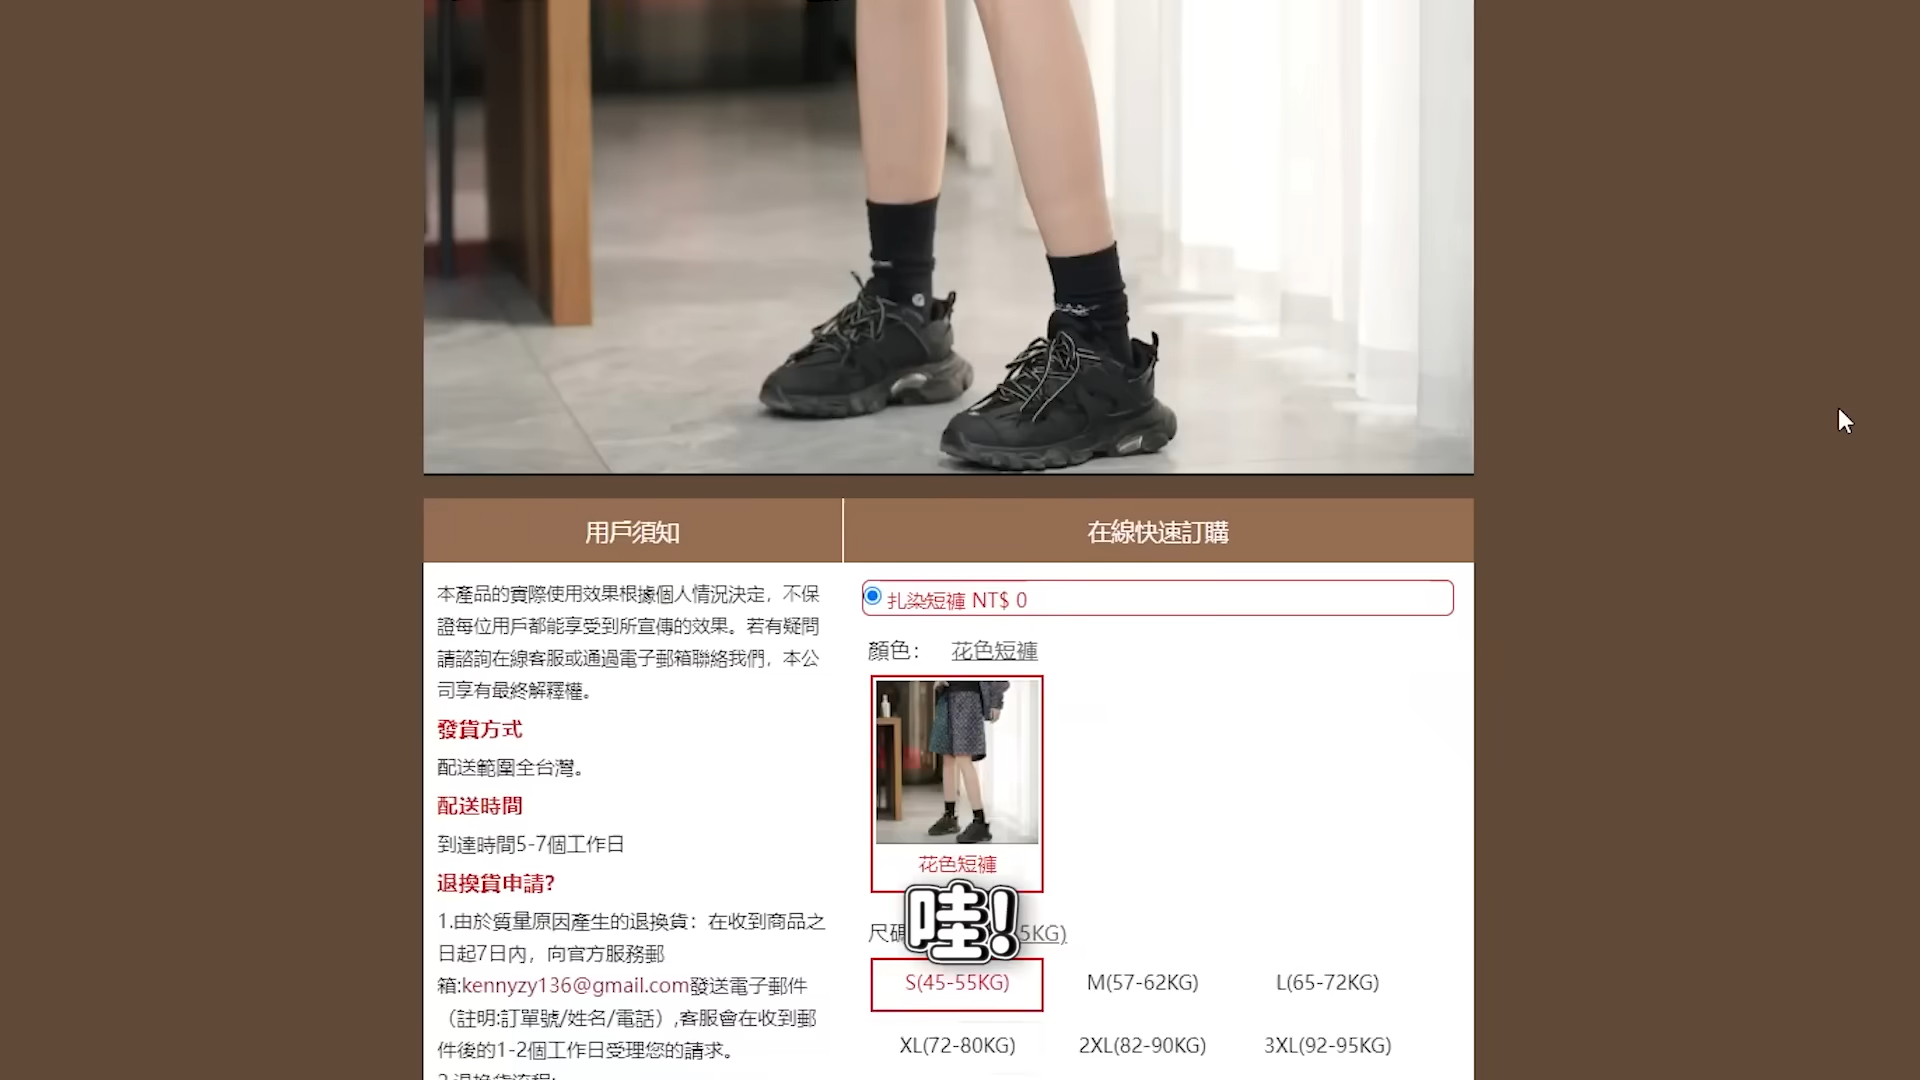 用戶須知
本產品的實際使用效果根據個人情況決定，不保
證每位用戶都能享受到所宣傳的效果。若有疑問
請諮詢在線客服或通過電子郵箱聯絡我們，本公
司享有最終解釋權。
發貨方式
配送範圍全台灣。
配送時間
到達時間5-7個工作日
退換貨申請?
1.由於質量原因產生的退換貨：在收到商品之
日起7日內，向官方服務郵
箱:kennyzy136@gmail.com發送電子郵件
（註明:訂單號/姓名/電話）,客服會在收到郵
件後的1-2個工作日受理您的請求。
2.退換貨流程:
在線快速訂購
扎染短褲 NT$ 0
顏色： 花色短褲
花色短褲
尺碼 5KG)
哇!
S(45-55KG) M(57-62KG) L(65-72KG)
XL(72-80KG) 2XL(82-90KG) 3XL(92-95KG)